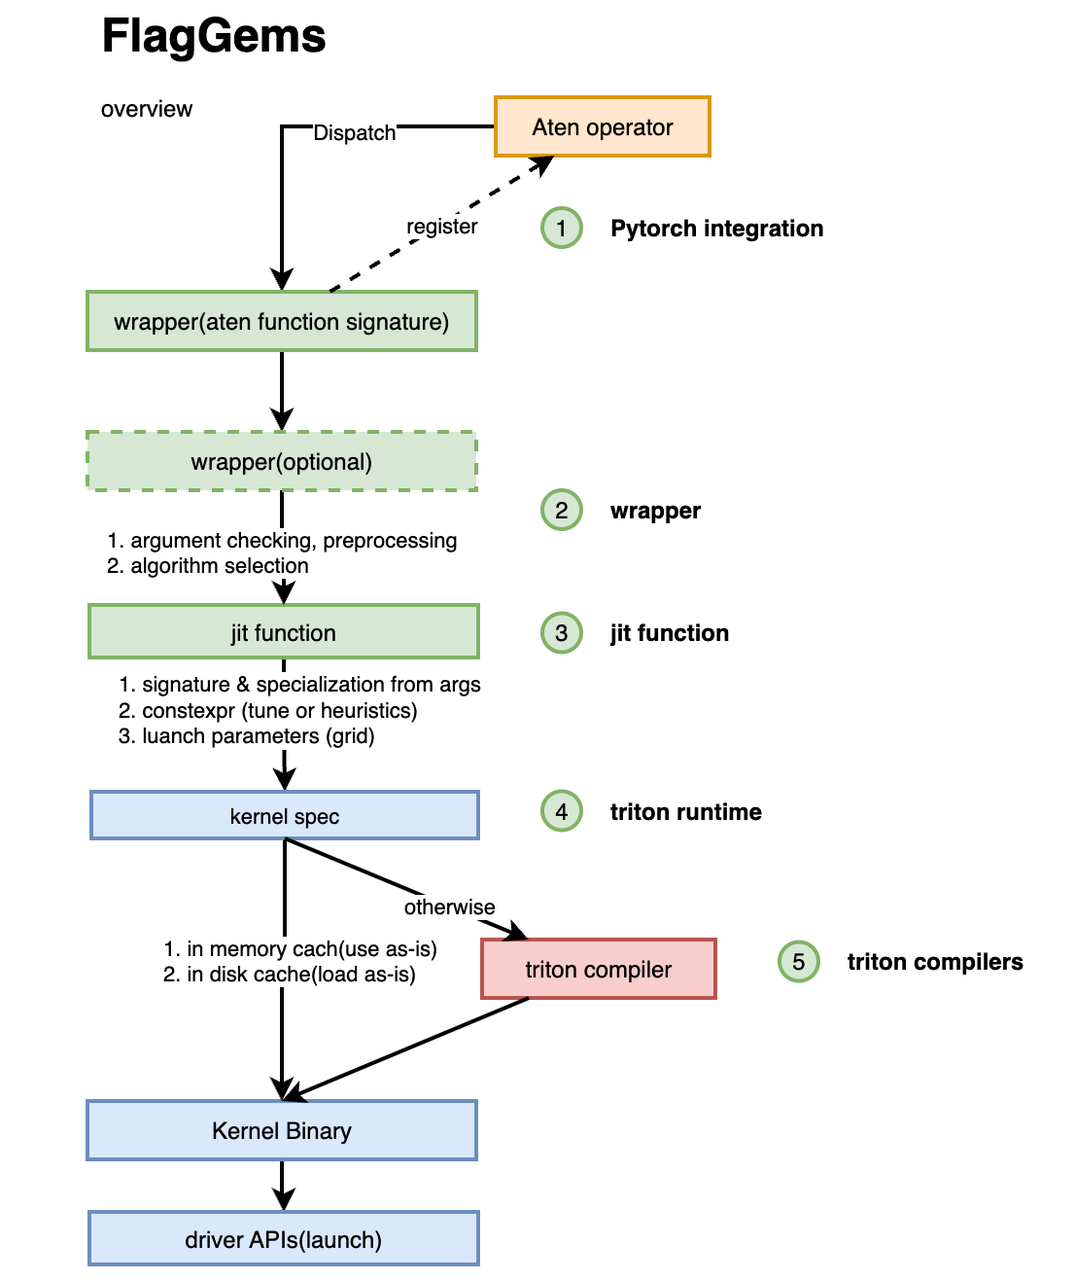 FlagGems
overview
Aten operator
Dispatch
register
1 Pytorch integration
wrapper(aten function signature)
wrapper(optional)
2 wrapper
1. argument checking, preprocessing
2. algorithm selection
jit function
3 jit function
1. signature & specialization from args
2. constexpr (tune or heuristics)
3. luanch parameters (grid)
kernel spec
4 triton runtime
otherwise
1. in memory cach(use as-is)
2. in disk cache(load as-is)
triton compiler
5 triton compilers
Kernel Binary
driver APIs(launch)